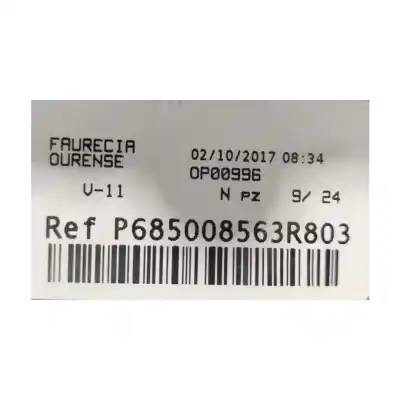 FAURECIA
OURENSE 02/10/2017 08:34
OP00996
V-11 N PZ 9/ 24
Ref P685008563R803